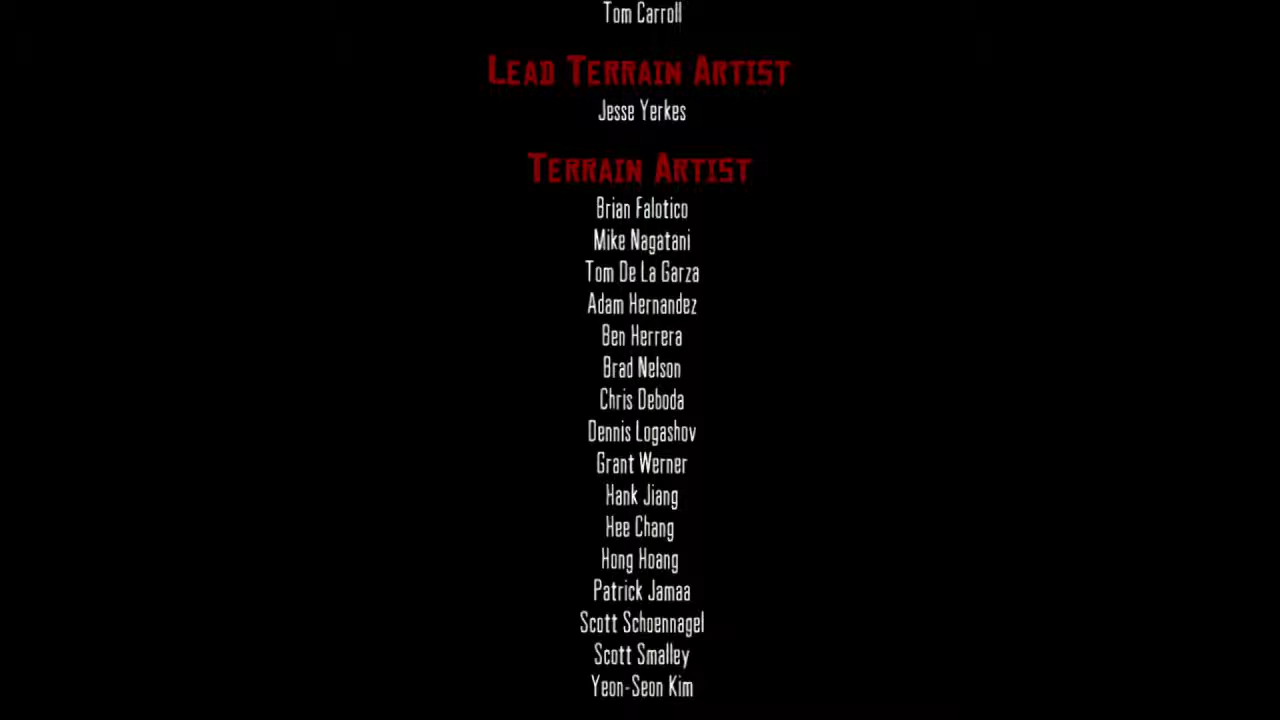 Tom Carroll
Lead Terrain Artist
Jesse Yerkes
Terrain Artist
Brian Falotico
Mike Nagatani
Tom De La Garza
Adam Hernandez
Ben Herrera
Brad Nelson
Chris Deboda
Dennis Logashov
Grant Werner
Hank Jiang
Hee Chang
Hong Hoang
Patrick Jamaa
Scott Schoennagel
Scott Smalley
Yeon-Seon Kim